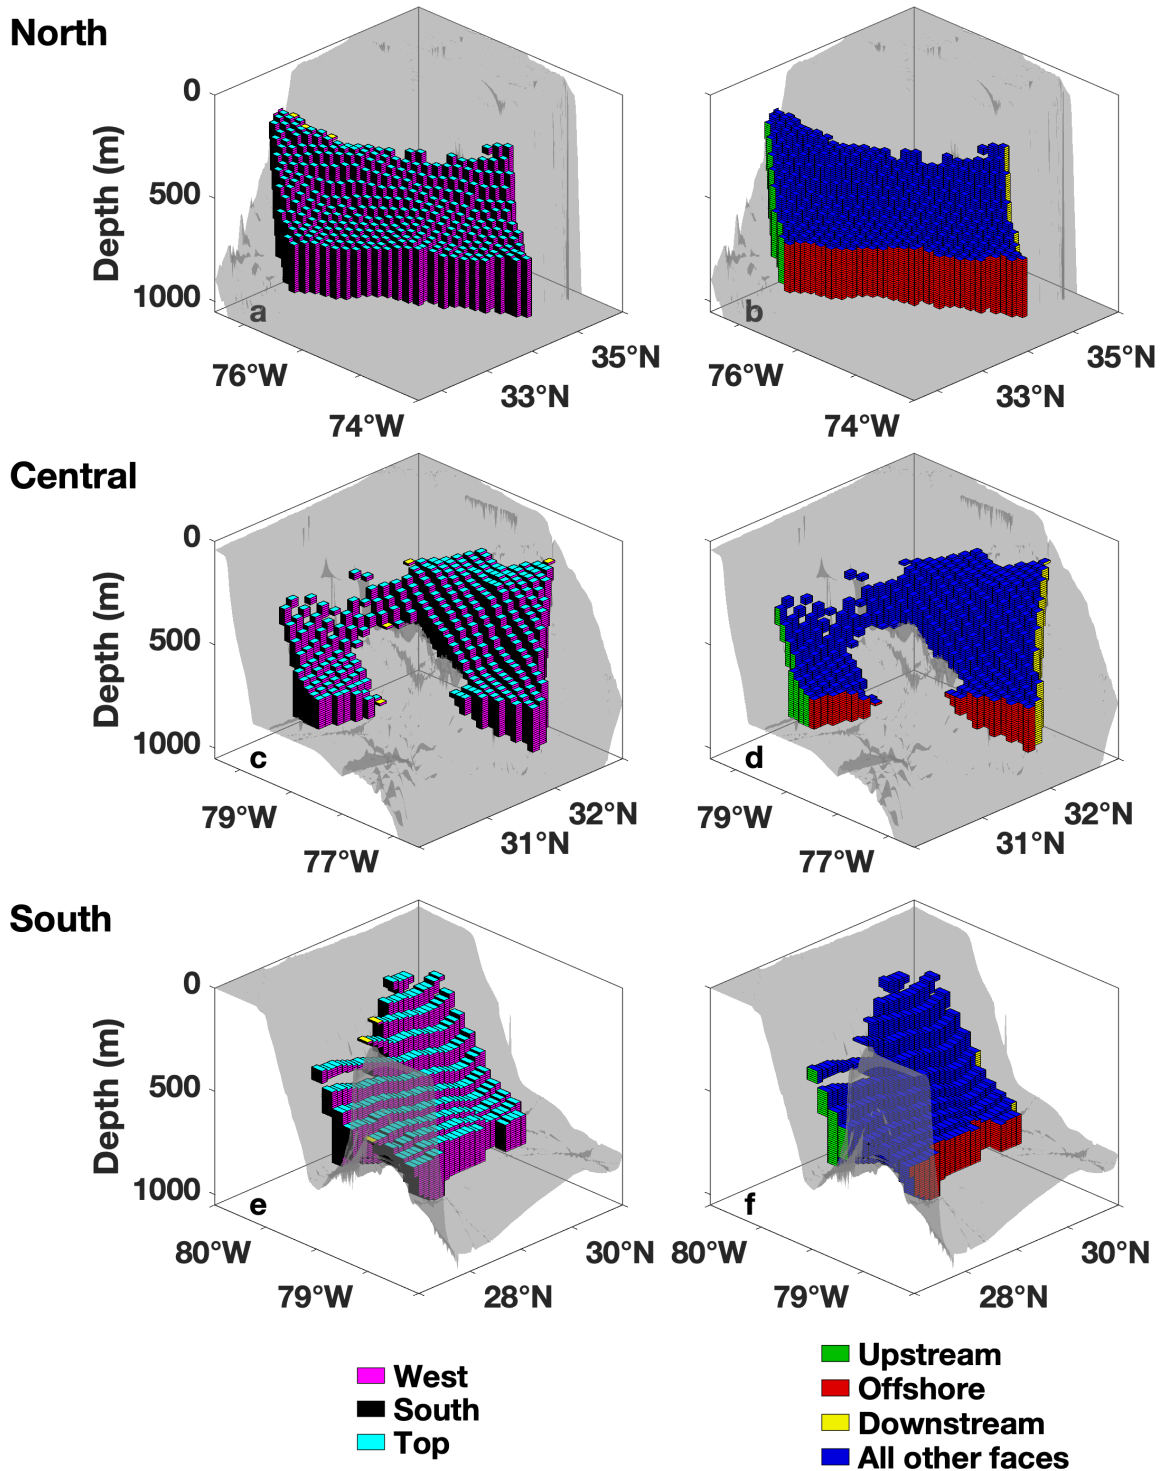 North
0
500
1000
Depth (m)
a
76°W
74°W
33°N
35°N
b
76°W
74°W
33°N
35°N
Central
0
500
1000
Depth (m)
c
79°W
77°W
31°N
32°N
d
79°W
77°W
31°N
32°N
South
0
500
1000
Depth (m)
e
80°W
79°W
28°N
30°N
f
80°W
79°W
28°N
30°N
West
South
Top
Upstream
Offshore
Downstream
All other faces